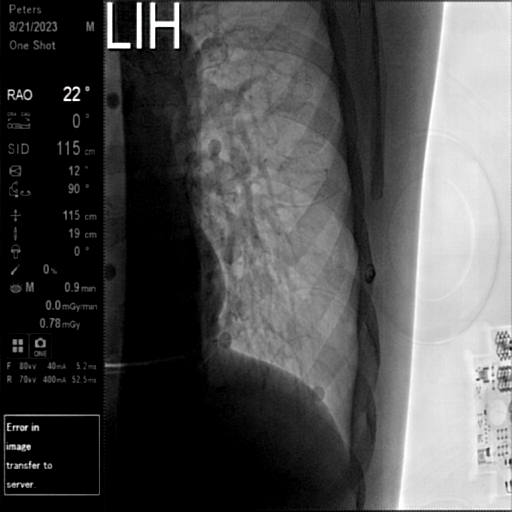 Peters
8/21/2023 M
One Shot
LIH
RAO 22°
CRA CAU 0°
SID 115 cm
12°
90°
115 cm
19 cm
0°
0%
M 0.9 min
0.0 mGy/min
0.78 mGy
ONE
F 80kV 40mA 5.2ms
R 70kV 400mA 52.5ms
Error in
image
transfer to
server.